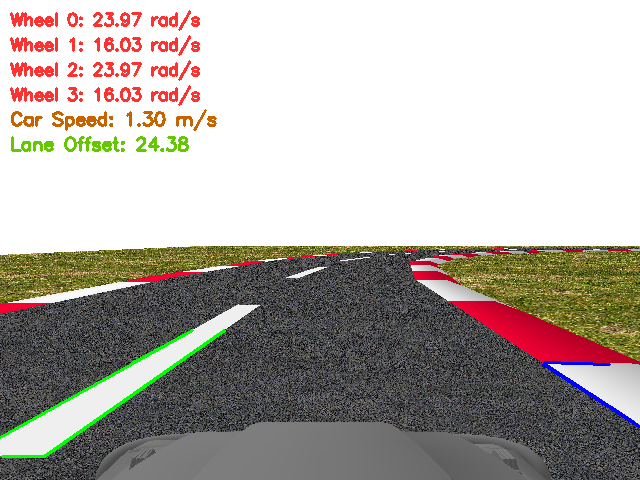 Wheel 0: 23.97 rad/s
Wheel 1: 16.03 rad/s
Wheel 2: 23.97 rad/s
Wheel 3: 16.03 rad/s
Car Speed: 1.30 m/s
Lane Offset: 24.38